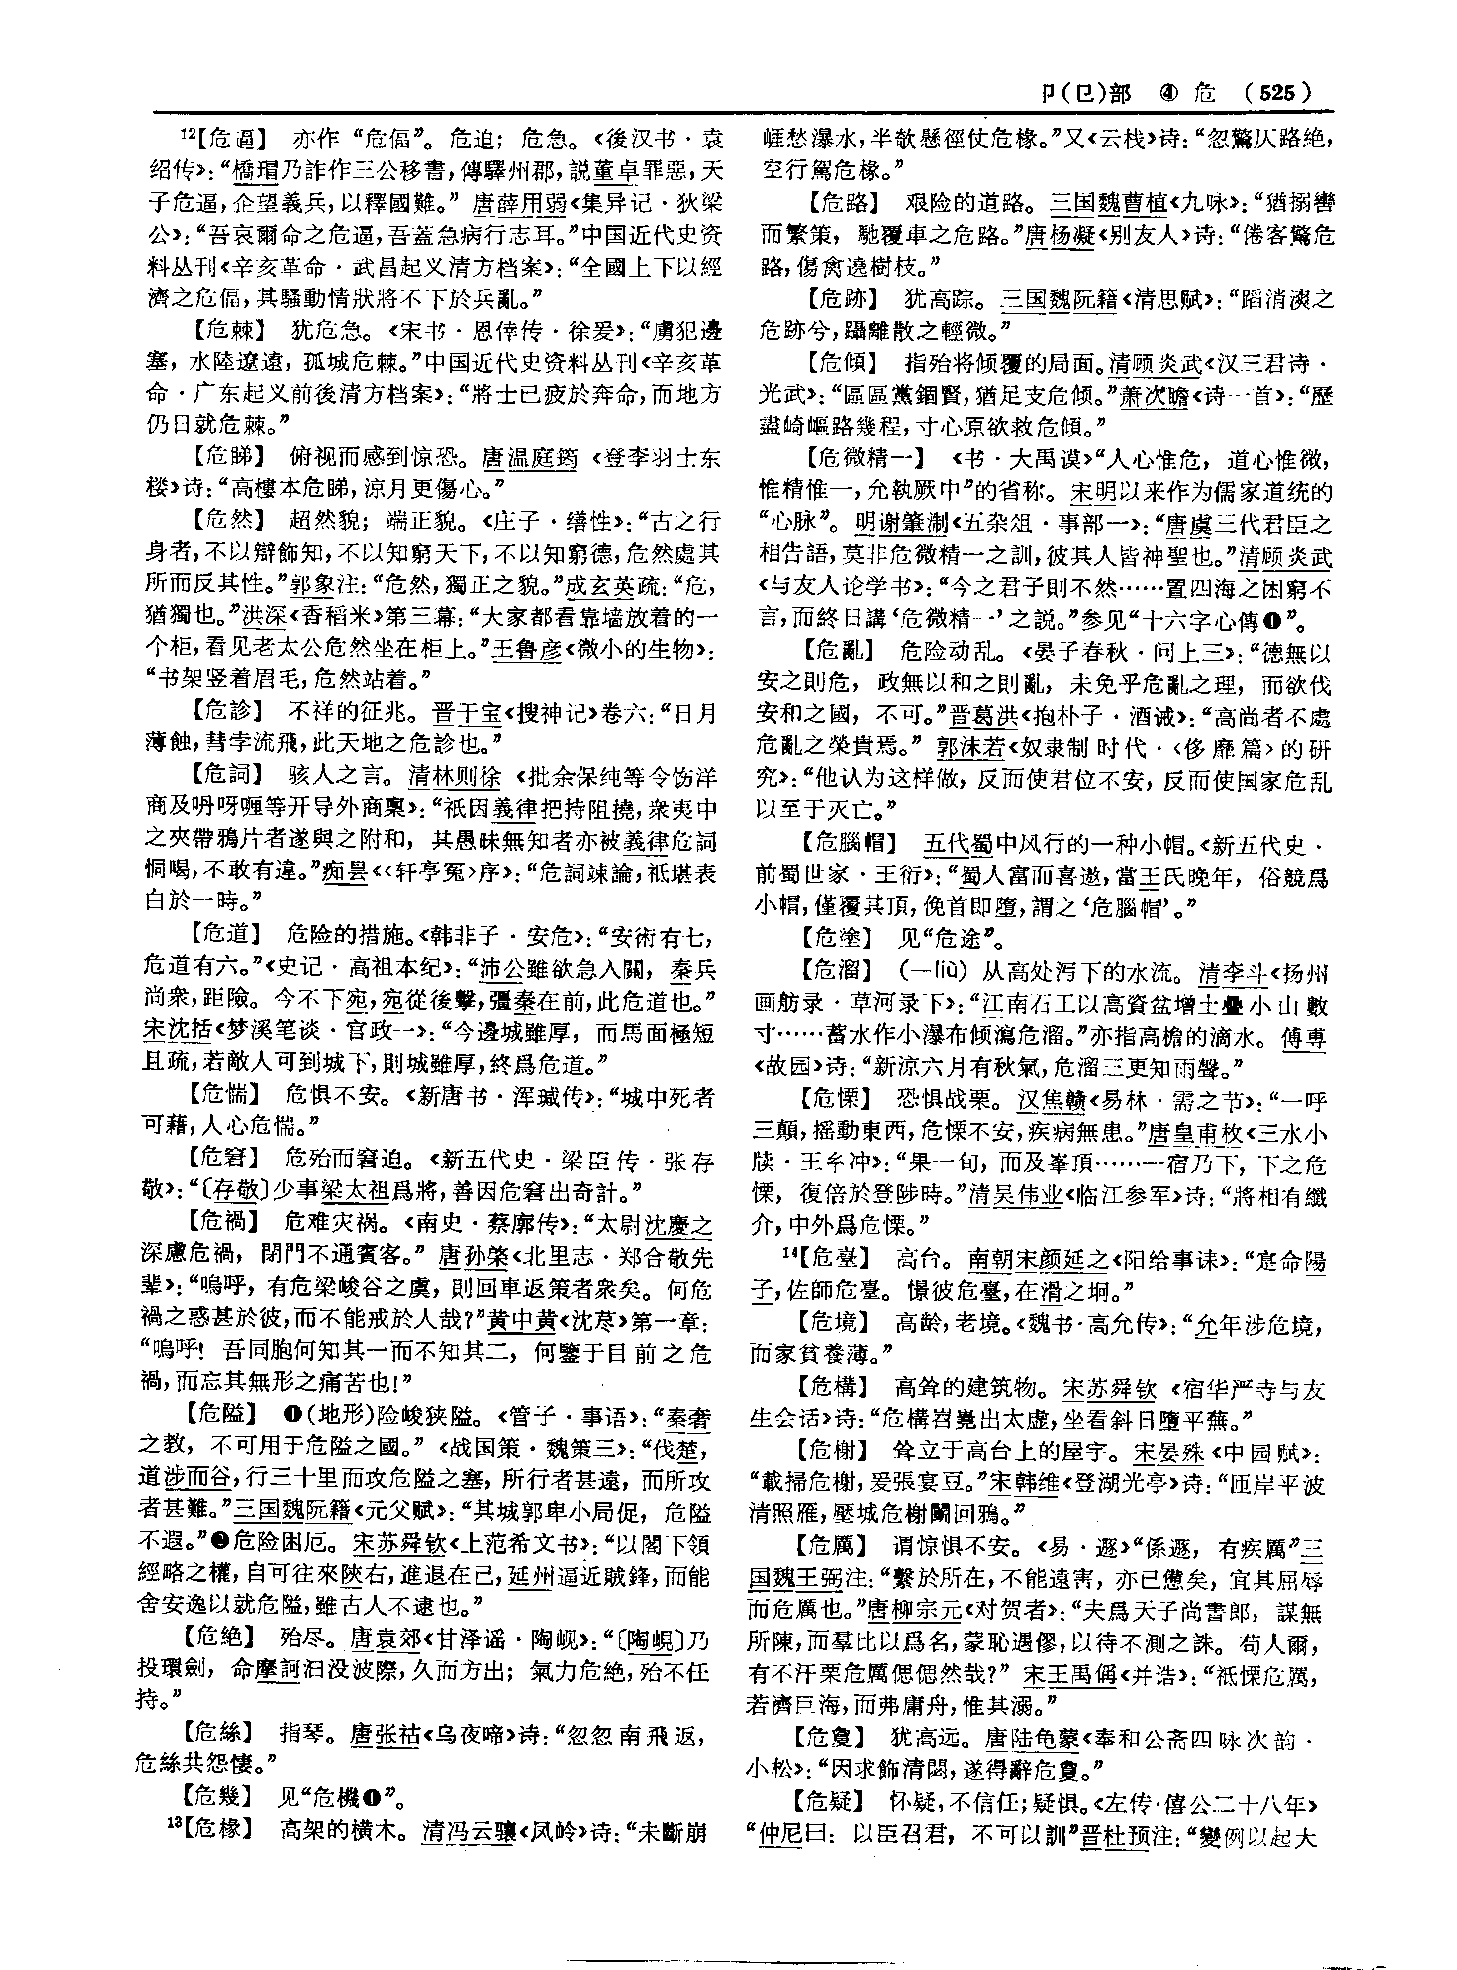 卩(㔾)部 ④ 危 (525)
¹²【危逼】 亦作“危偪”。危迫；危急。《後汉书·袁
绍传》：“橋瑁乃詐作三公移書，傳驛州郡，説董卓罪惡，天
子危逼，企望義兵，以釋國難。” 唐薛用弱《集异记·狄梁
公》：“吾哀爾命之危逼，吾蓋急病行志耳。”中国近代史资
料丛刊《辛亥革命·武昌起义清方档案》：“全國上下以經
濟之危偪，其騷動情狀將不下於兵亂。”
【危棘】 犹危急。《宋书·恩倖传·徐爰》：“虜犯邊
塞，水陸遼遠，孤城危棘。”中国近代史资料丛刊《辛亥革
命·广东起义前後清方档案》：“將士已疲於奔命，而地方
仍日就危棘。”
【危睇】 俯视而感到惊恐。唐温庭筠《登李羽士东
楼》诗：“高樓本危睇，涼月更傷心。”
【危然】 超然貌；端正貌。《庄子·缮性》：“古之行
身者，不以辯飾知，不以知窮天下，不以知窮德，危然處其
所而反其性。”郭象注：“危然，獨正之貌。”成玄英疏：“危，
猶獨也。”洪深《香稻米》第三幕：“大家都看靠墙放着的一
个柜，看见老太公危然坐在柜上。”王鲁彦《微小的生物》：
“书架竖着眉毛，危然站着。”
【危診】 不祥的征兆。晋干宝《搜神记》卷六：“日月
薄蝕，彗孛流飛，此天地之危診也。”
【危詞】 骇人之言。清林则徐《批余保纯等令饬洋
商及呀喱等开导外商禀》：“祇因義律把持阻撓，衆夷中
之夾帶鴉片者遂與之附和，其愚昧無知者亦被義律危詞
恫喝，不敢有違。”痴昙《〈轩亭冤〉序》：“危詞竦論，祗堪表
白於一時。”
【危道】 危险的措施。《韩非子·安危》：“安術有七，
危道有六。”《史记·高祖本纪》：“沛公雖欲急入關，秦兵
尚衆，距險。今不下宛，宛從後擊，彊秦在前，此危道也。”
宋沈括《梦溪笔谈·官政一》：“今邊城雖厚，而馬面極短
且疏，若敵人可到城下，則城雖厚，終爲危道。”
【危惴】 危惧不安。《新唐书·浑瑊传》：“城中死者
可藉，人心危惴。”
【危窘】 危殆而窘迫。《新五代史·梁臣传·张存
敬》：“〔存敬〕少事梁太祖爲將，善因危窘出奇計。”
【危禍】 危难灾祸。《南史·蔡廓传》：“太尉沈慶之
深慮危禍，閉門不通賓客。” 唐孙棨《北里志·郑合敬先
辈》：“嗚呼，有危梁峻谷之虞，則回車返策者衆矣。何危
禍之惑甚於彼，而不能戒於人哉？”黄中黄《沈荩》第一章：
“嗚呼！吾同胞何知其一而不知其二，何鑒于目前之危
禍，而忘其無形之痛苦也！”
【危隘】 ❶（地形）险峻狭隘。《管子·事语》：“秦奢
之教，不可用于危隘之國。”《战国策·魏策三》：“伐楚，
道涉而谷，行三十里而攻危隘之塞，所行者甚遠，而所攻
者甚難。”三国魏阮籍《元父赋》：“其城郭卑小局促，危隘
不遐。”❷危险困厄。宋苏舜钦《上范希文书》：“以閤下領
經略之權，自可往來陝右，進退在己，延州逼近賊鋒，而能
舍安逸以就危隘，雖古人不逮也。”
【危絶】 殆尽。唐袁郊《甘泽谣·陶岘》：“〔陶峴〕乃
投環劍，命摩訶汩没波際，久而方出；氣力危絶，殆不任
持。”
【危絲】 指琴。唐张祜《乌夜啼》诗：“忽忽南飛返，
危絲共怨悽。”
【危幾】 见“危機❶”。
¹³【危椽】 高架的横木。清冯云骧《凤岭》诗：“未斷崩
崕愁瀑水，半欹懸徑仗危椽。”又《云栈》诗：“忽驚仄路绝，
空行駕危椽。”
【危路】 艰险的道路。三国魏曹植《九咏》：“猶搦轡
而繁策，馳覆車之危路。”唐杨凝《别友人》诗：“倦客驚危
路，傷禽遶樹枝。”
【危跡】 犹高踪。三国魏阮籍《清思赋》：“蹈消漠之
危跡兮，躡離散之輕微。”
【危傾】 指殆将倾覆的局面。清顾炎武《汉三君诗·
光武》：“區區黨錮賢，猶足支危傾。”萧次瞻《诗一首》：“歷
盡崎嶇路幾程，寸心原欲救危傾。”
【危微精一】 《书·大禹谟》“人心惟危，道心惟微，
惟精惟一，允執厥中”的省称。宋明以来作为儒家道统的
“心脉”。明谢肇淛《五杂俎·事部一》：“唐虞三代君臣之
相告語，莫非危微精一之訓，彼其人皆神聖也。”清顾炎武
《与友人论学书》：“今之君子則不然……置四海之困窮不
言，而終日講‘危微精一’之説。”参见“十六字心傳❶”。
【危亂】 危险动乱。《晏子春秋·问上三》：“德無以
安之則危，政無以和之則亂，未免乎危亂之理，而欲伐
安和之國，不可。”晋葛洪《抱朴子·酒诫》：“高尚者不處
危亂之榮貴焉。” 郭沫若《奴隶制时代·〈侈靡篇〉的研
究》：“他认为这样做，反而使君位不安，反而使国家危乱
以至于灭亡。”
【危腦帽】 五代蜀中风行的一种小帽。《新五代史·
前蜀世家·王衍》：“蜀人富而喜遨，當王氏晚年，俗競爲
小帽，僅覆其頂，俛首即墮，謂之‘危腦帽’。”
【危塗】 见“危途”。
【危溜】 （—liù）从高处泻下的水流。清李斗《扬州
画舫录·草河录下》：“江南石工以高資盆增土疊小山數
寸……蓄水作小瀑布傾瀉危溜。”亦指高檐的滴水。傅尃
《故园》诗：“新涼六月有秋氣，危溜三更知雨聲。”
【危慄】 恐惧战栗。汉焦赣《易林·需之节》：“一呼
三顛，摇動東西，危慄不安，疾病無患。”唐皇甫枚《三水小
牍·王玄冲》：“果一旬，而及峯頂……一宿乃下，下之危
慄，復倍於登陟時。”清吴伟业《临江参军》诗：“將相有纖
介，中外爲危慄。”
¹⁴【危臺】 高台。南朝宋颜延之《阳给事诔》：“寔命陽
子，佐師危臺。憬彼危臺，在滑之坰。”
【危境】 高龄，老境。《魏书·高允传》：“允年涉危境，
而家貧養薄。”
【危構】 高耸的建筑物。宋苏舜钦《宿华严寺与友
生会话》诗：“危構岧嶤出太虚，坐看斜日墮平蕪。”
【危榭】 耸立于高台上的屋宇。宋晏殊《中园赋》：
“載掃危榭，爰張宴豆。”宋韩维《登湖光亭》诗：“匝岸平波
清照雁，壓城危榭闢回鴉。”
【危厲】 谓惊惧不安。《易·遯》“係遯，有疾厲”三
国魏王弼注：“繫於所在，不能遠害，亦已憊矣，宜其屈辱
而危厲也。”唐柳宗元《对贺者》：“夫爲天子尚書郎，謀無
所陳，而羣比以爲名，蒙恥遇僇，以待不測之誅。苟人爾，
有不汗栗危厲偲偲然哉？” 宋王禹偁《并诰》：“祗慄危厲，
若濟巨海，而弗庸舟，惟其溺。”
【危敻】 犹高远。唐陆龟蒙《奉和公斋四咏次韵·
小松》：“因求飾清閟，遂得辭危敻。”
【危疑】 怀疑，不信任；疑惧。《左传·僖公二十八年》
“仲尼曰：以臣召君，不可以訓”晋杜预注：“變例以起大